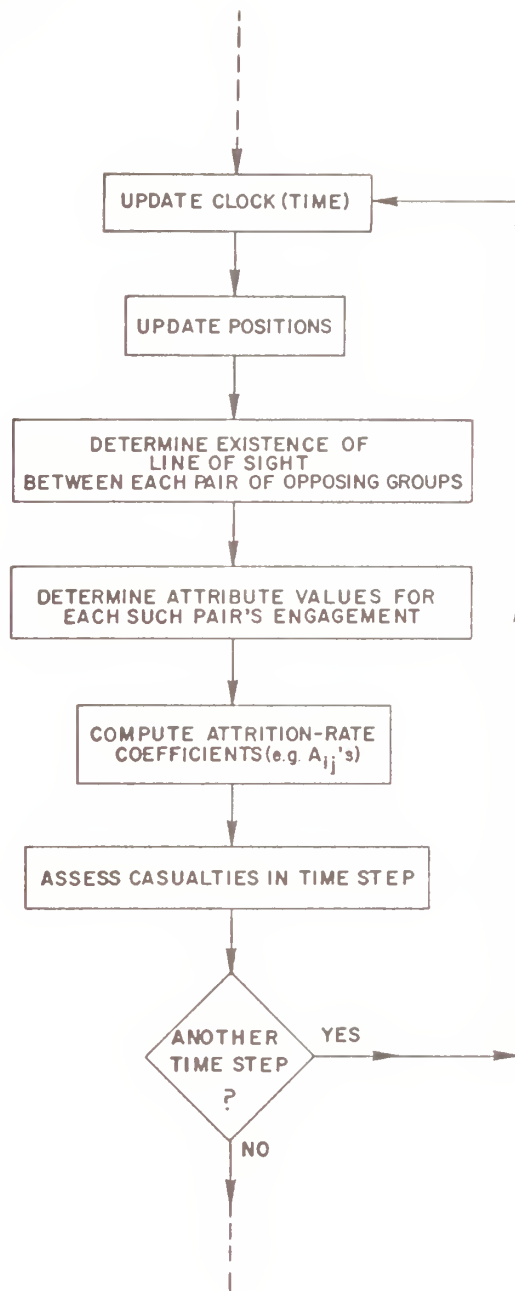 UPDATE CLOCK (TIME)
UPDATE POSITIONS
DETERMINE EXISTENCE OF
LINE OF SIGHT
BETWEEN EACH PAIR OF OPPOSING GROUPS
DETERMINE ATTRIBUTE VALUES FOR
EACH SUCH PAIR'S ENGAGEMENT
COMPUTE ATTRITION-RATE
COEFFICIENTS (e.g. Aij's)
ASSESS CASUALTIES IN TIME STEP
ANOTHER
TIME STEP
?
YES
NO